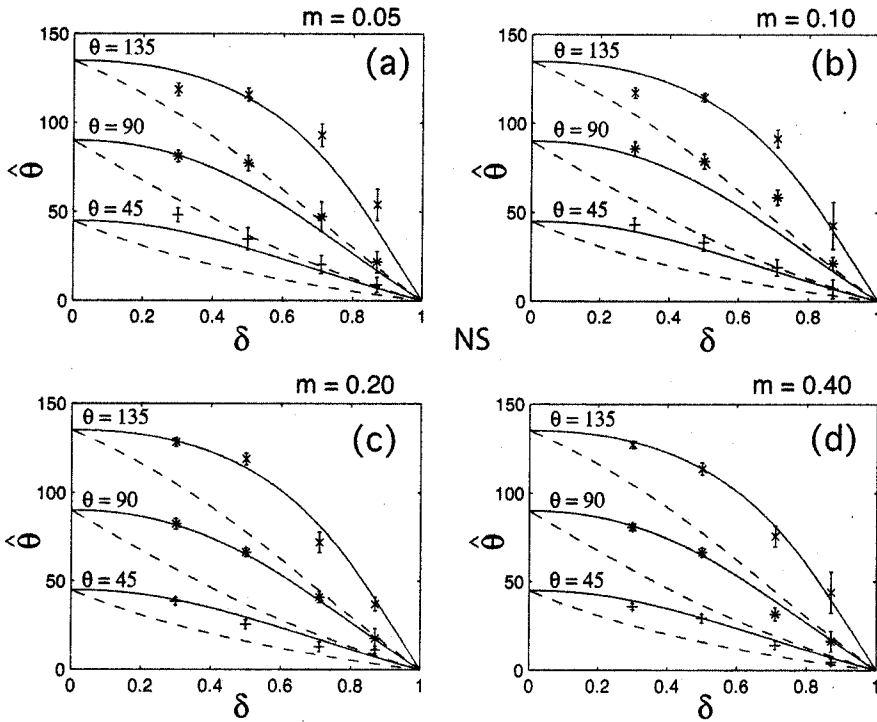 m = 0.05
m = 0.10
150
θ = 135
(a)
100
θ = 90
θ̂
50
θ = 45
0
0 0.2 0.4 0.6 0.8 1
δ
150
θ = 135
(b)
100
θ = 90
θ̂
50
θ = 45
0
0 0.2 0.4 0.6 0.8 1
δ
NS
m = 0.20
m = 0.40
150
θ = 135
(c)
100
θ = 90
θ̂
50
θ = 45
0
0 0.2 0.4 0.6 0.8 1
δ
150
θ = 135
(d)
100
θ = 90
θ̂
50
θ = 45
0
0 0.2 0.4 0.6 0.8 1
δ